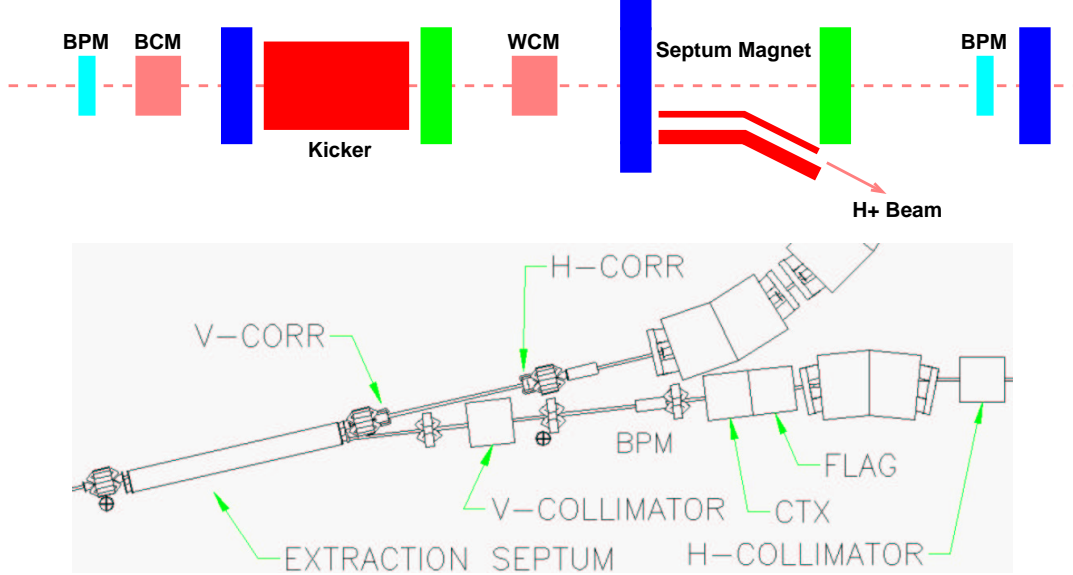 BPM BCM WCM Septum Magnet BPM
Kicker
H+ Beam
H-CORR
V-CORR
BPM
FLAG
V-COLLIMATOR CTX
EXTRACTION SEPTUM H-COLLIMATOR